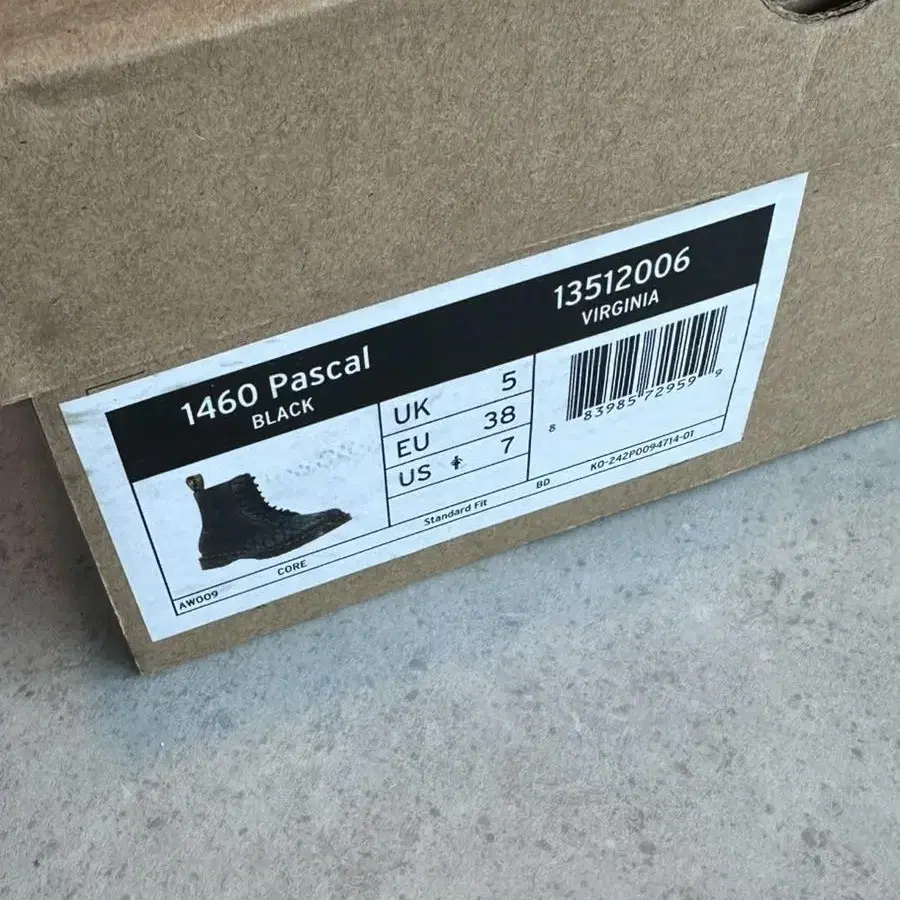 1460 Pascal
BLACK
13512006
VIRGINIA
UK 5
EU 38
US 7
8 83985 72959 9
AW009
CORE
Standard Fit
BD
KO-242P0094714-01